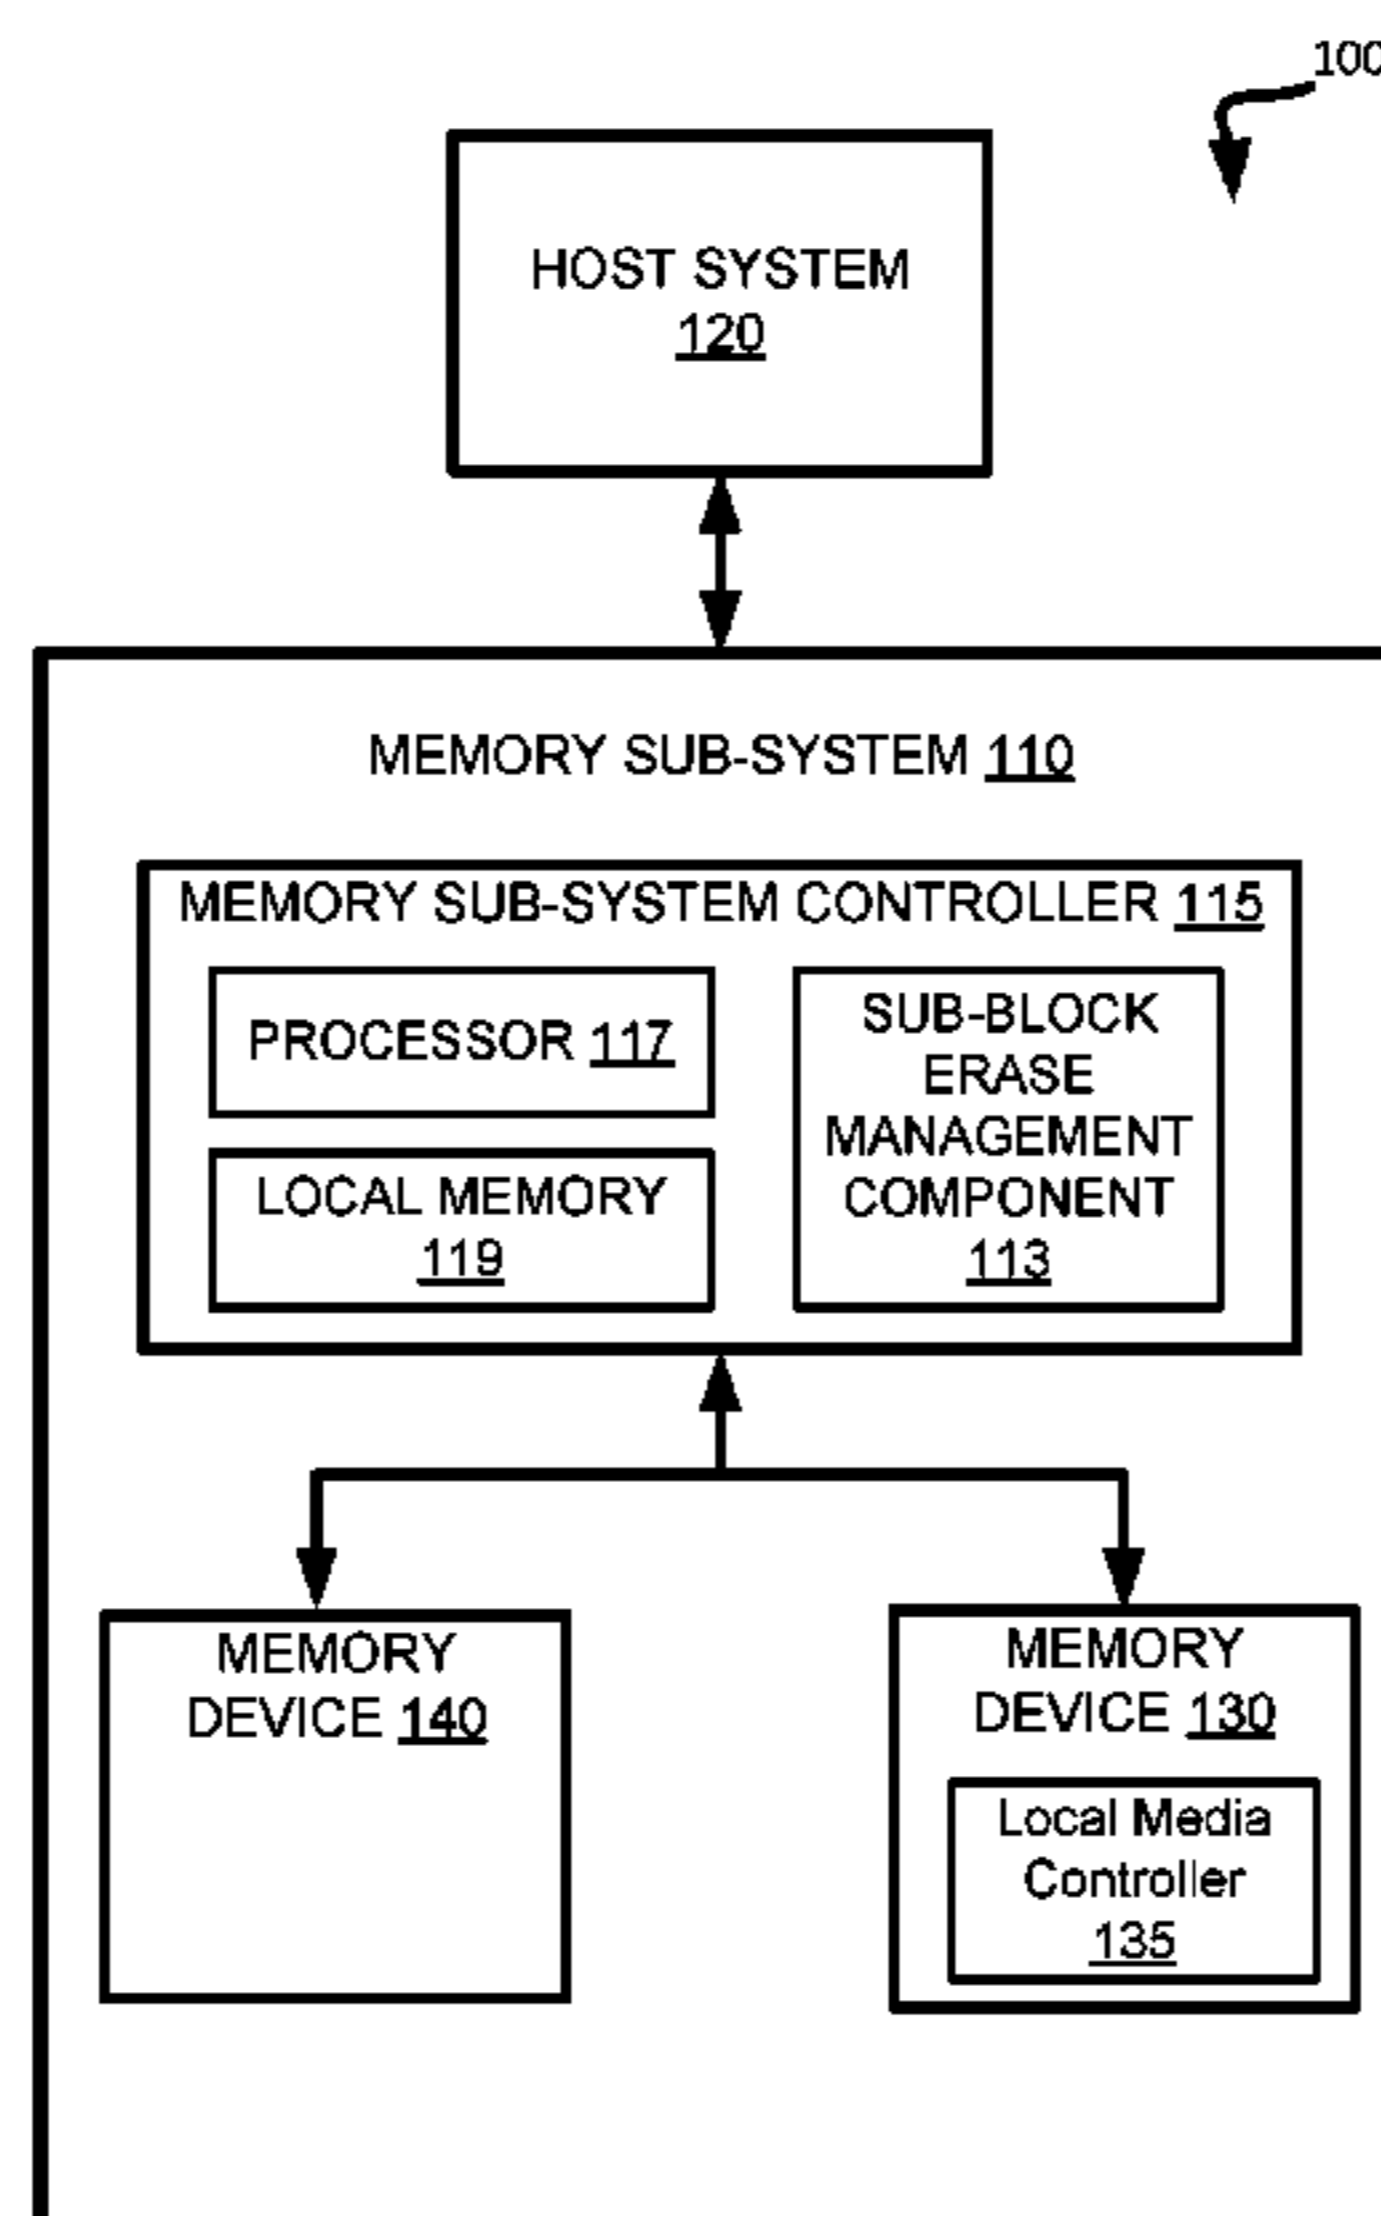 100
HOST SYSTEM
120
MEMORY SUB-SYSTEM 110
MEMORY SUB-SYSTEM CONTROLLER 115
PROCESSOR 117
LOCAL MEMORY
119
SUB-BLOCK
ERASE
MANAGEMENT
COMPONENT
113
MEMORY
DEVICE 140
MEMORY
DEVICE 130
Local Media
Controller
135